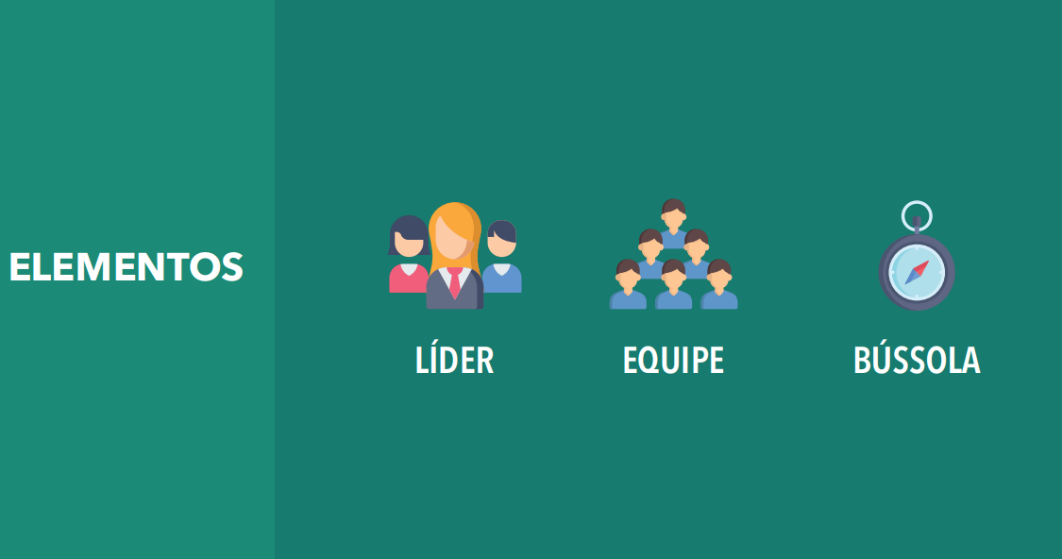 ELEMENTOS
LÍDER
EQUIPE
BÚSSOLA